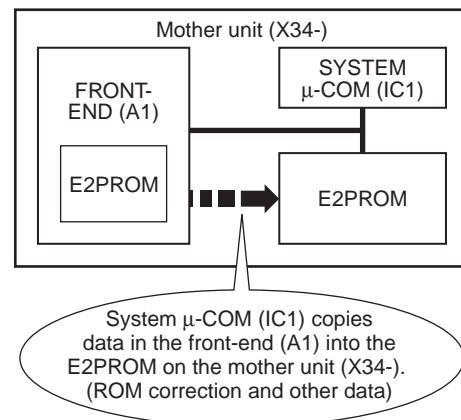 Mother unit (X34-)
FRONT-
END (A1)
E2PROM
SYSTEM
μ-COM (IC1)
E2PROM
System μ-COM (IC1) copies
data in the front-end (A1) into the
E2PROM on the mother unit (X34-).
(ROM correction and other data)